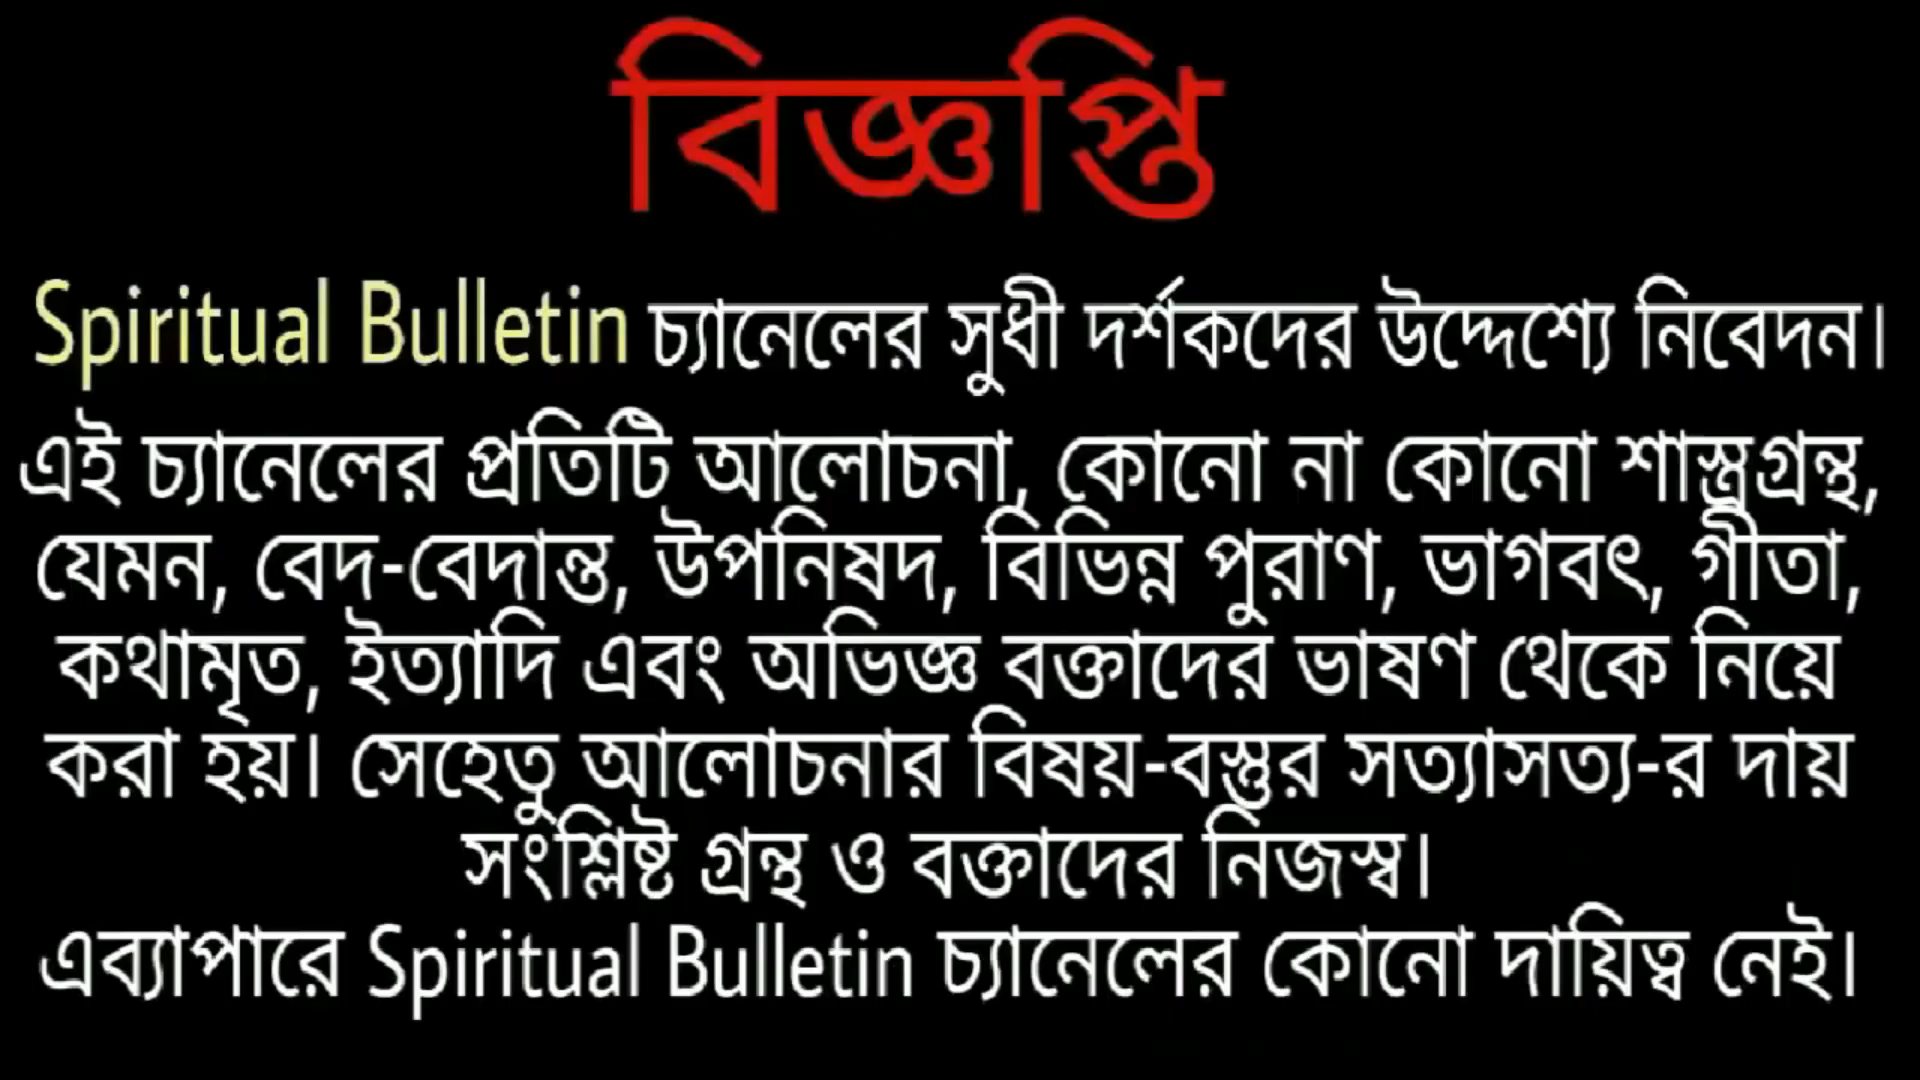 বিজ্ঞপ্তি
Spiritual Bulletin চ্যানেলের সুধী দর্শকদের উদ্দেশ্যে নিবেদন।
এই চ্যানেলের প্রতিটি আলোচনা, কোনো না কোনো শাস্ত্রগ্রন্থ,
যেমন, বেদ-বেদান্ত, উপনিষদ, বিভিন্ন পুরাণ, ভাগবৎ, গীতা,
কথামৃত, ইত্যাদি এবং অভিজ্ঞ বক্তাদের ভাষণ থেকে নিয়ে
করা হয়। সেহেতু আলোচনার বিষয়-বস্তুর সত্যাসত্য-র দায়
সংশ্লিষ্ট গ্রন্থ ও বক্তাদের নিজস্ব।
এব্যাপারে Spiritual Bulletin চ্যানেলের কোনো দায়িত্ব নেই।